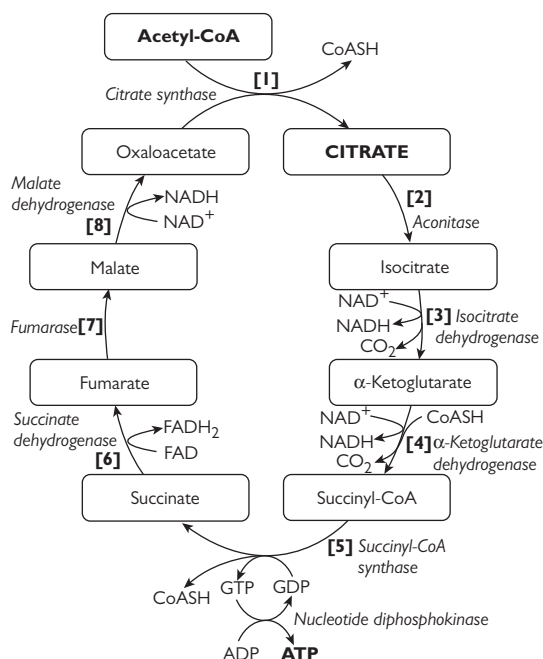 Acetyl-CoA
CoASH
[1]
Citrate synthase
Oxaloacetate
CITRATE
Malate
dehydrogenase
[8]
NADH
NAD+
[2]
Aconitase
Malate
Isocitrate
Fumarase [7]
NAD+
NADH
CO2
[3] Isocitrate
dehydrogenase
Fumarate
α-Ketoglutarate
Succinate
dehydrogenase
[6]
FADH2
FAD
NAD+
NADH
CO2
CoASH
[4] α-Ketoglutarate
dehydrogenase
Succinate
Succinyl-CoA
[5] Succinyl-CoA
synthase
CoASH
GTP
GDP
Nucleotide diphosphokinase
ADP
ATP